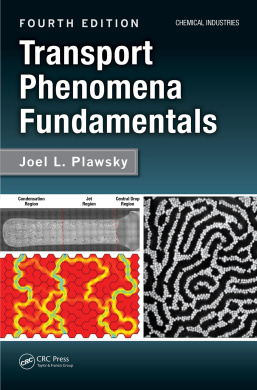 FOURTH EDITION
CHEMICAL INDUSTRIES
Transport
Phenomena
Fundamentals
Joel L. Plawsky
Condensation Region
Jet Region
Central Drop Region
CRC
CRC Press
Taylor & Francis Group